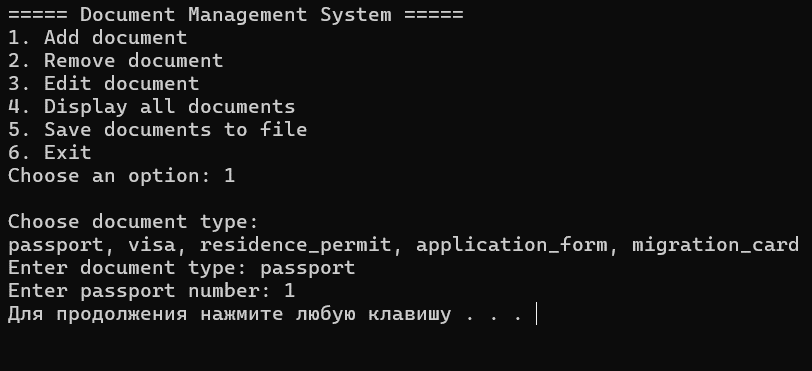 ===== Document Management System =====
1. Add document
2. Remove document
3. Edit document
4. Display all documents
5. Save documents to file
6. Exit
Choose an option: 1
Choose document type:
passport, visa, residence_permit, application_form, migration_card
Enter document type: passport
Enter passport number: 1
Для продолжения нажмите любую клавишу . . .